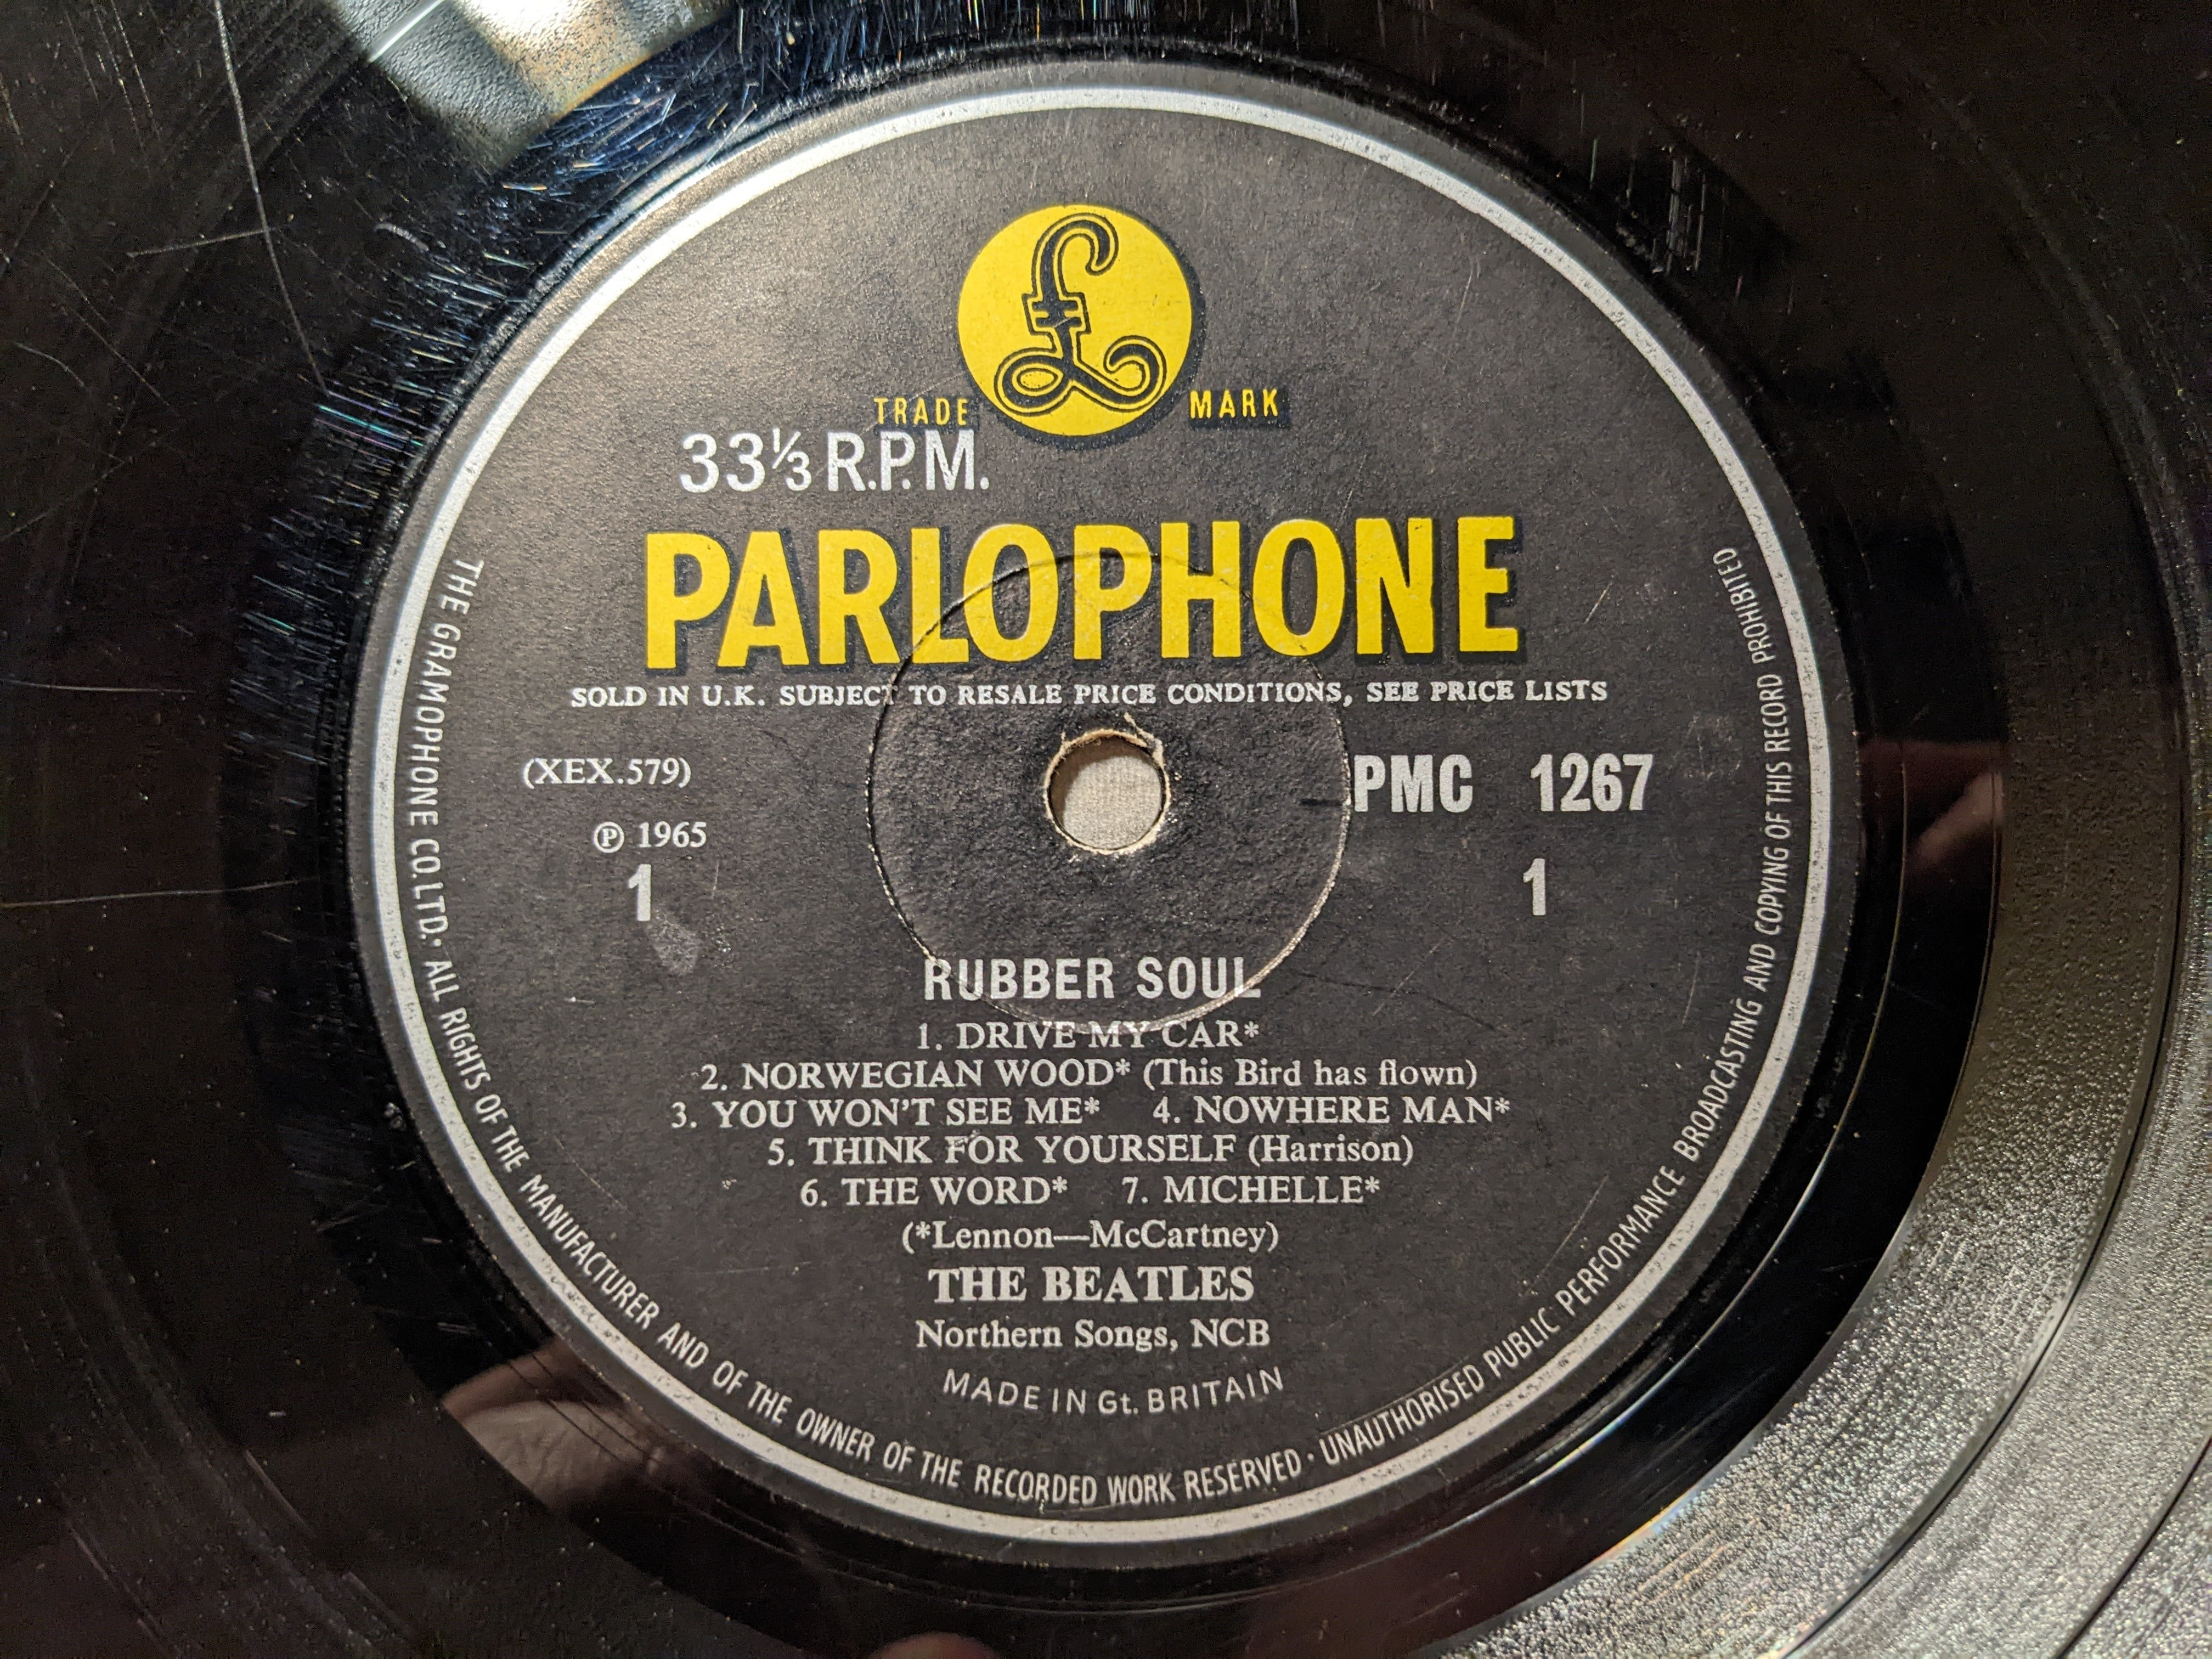 £
TRADE MARK
33⅓ R.P.M.
PARLOPHONE
SOLD IN U.K. SUBJECT TO RESALE PRICE CONDITIONS, SEE PRICE LISTS
(XEX.579)
PMC 1267
℗ 1965
1 1
RUBBER SOUL
1. DRIVE MY CAR*
2. NORWEGIAN WOOD* (This Bird has flown)
3. YOU WON'T SEE ME* 4. NOWHERE MAN*
5. THINK FOR YOURSELF (Harrison)
6. THE WORD* 7. MICHELLE*
(*Lennon—McCartney)
THE BEATLES
Northern Songs, NCB
MADE IN Gt. BRITAIN
THE GRAMOPHONE CO. LTD. · ALL RIGHTS OF THE MANUFACTURER AND OF THE OWNER OF THE RECORDED WORK RESERVED · UNAUTHORISED PUBLIC PERFORMANCE BROADCASTING AND COPYING OF THIS RECORD PROHIBITED